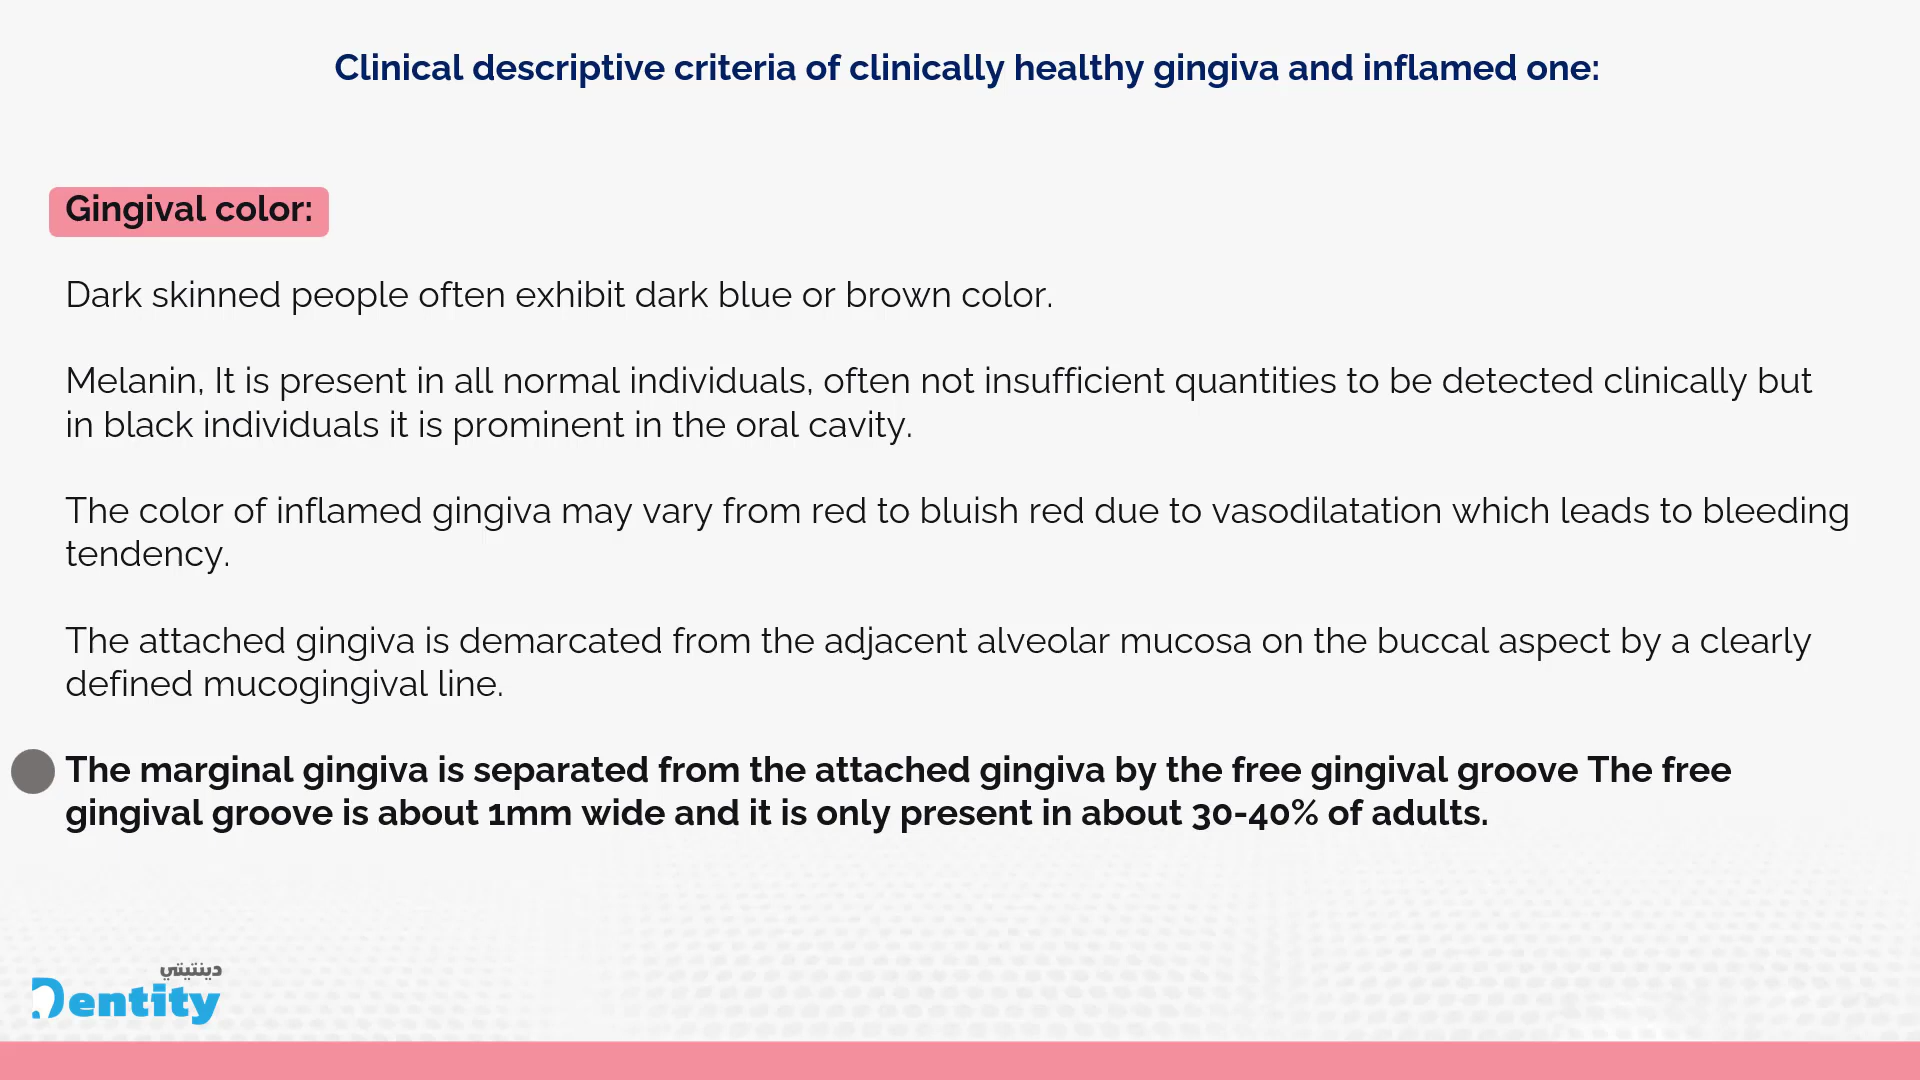 Clinical descriptive criteria of clinically healthy gingiva and inflamed one:
Gingival color:
Dark skinned people often exhibit dark blue or brown color.
Melanin, It is present in all normal individuals, often not insufficient quantities to be detected clinically but
in black individuals it is prominent in the oral cavity.
The color of inflamed gingiva may vary from red to bluish red due to vasodilatation which leads to bleeding
tendency.
The attached gingiva is demarcated from the adjacent alveolar mucosa on the buccal aspect by a clearly
defined mucogingival line.
The marginal gingiva is separated from the attached gingiva by the free gingival groove The free
gingival groove is about 1mm wide and it is only present in about 30-40% of adults.
دينتيتي
Dentity